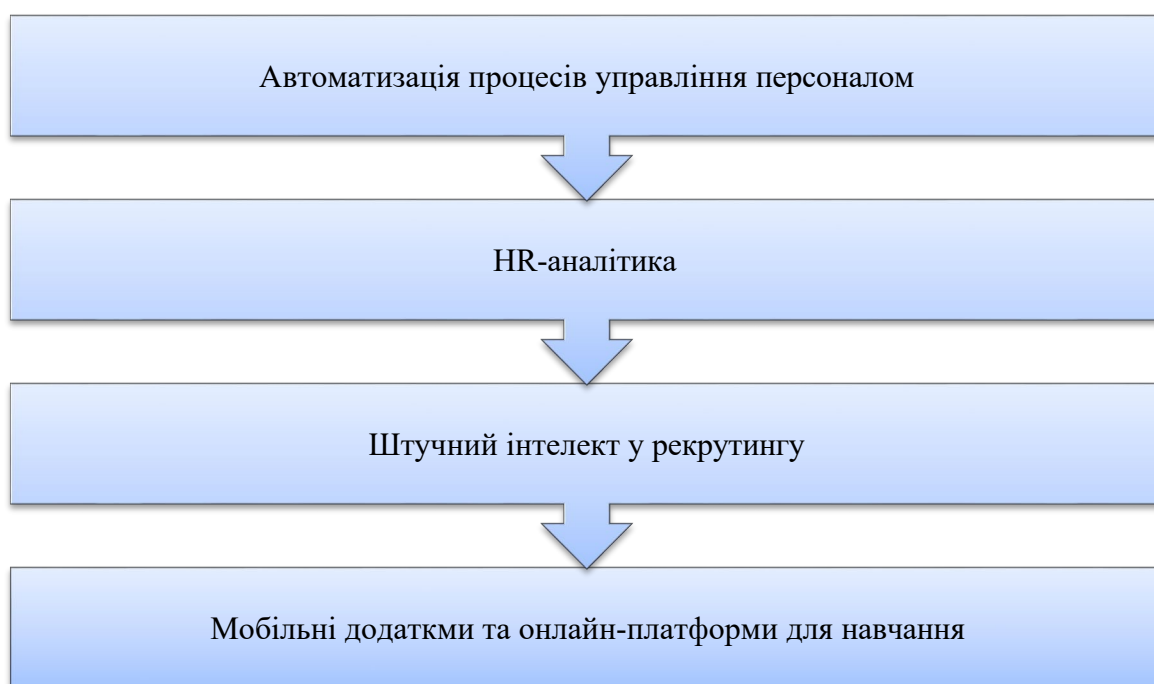 Автоматизація процесів управління персоналом
HR-аналітика
Штучний інтелект у рекрутингу
Мобільні додаткми та онлайн-платформи для навчання